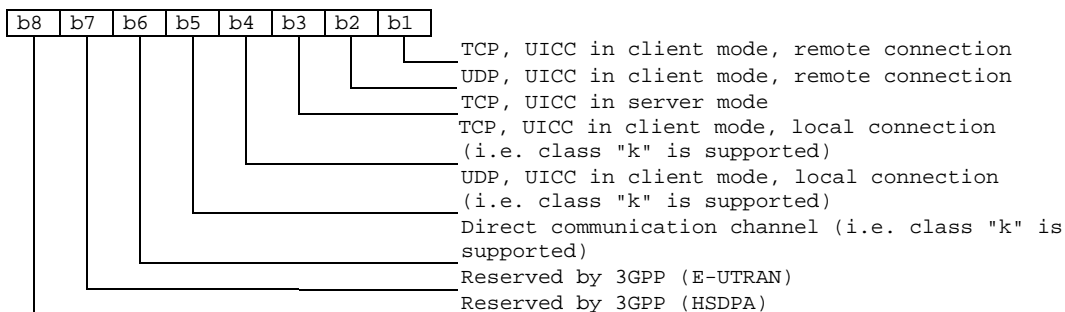 b8 b7 b6 b5 b4 b3 b2 b1
TCP, UICC in client mode, remote connection
UDP, UICC in client mode, remote connection
TCP, UICC in server mode
TCP, UICC in client mode, local connection
(i.e. class "k" is supported)
UDP, UICC in client mode, local connection
(i.e. class "k" is supported)
Direct communication channel (i.e. class "k" is
supported)
Reserved by 3GPP (E-UTRAN)
Reserved by 3GPP (HSDPA)